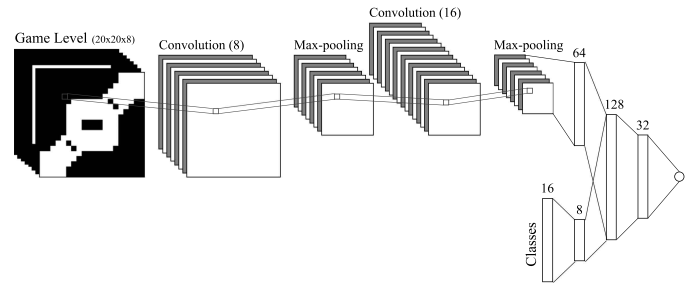 Game Level (20x20x8)
Convolution (8)
Max-pooling
Convolution (16)
Max-pooling
64
128
32
16
8
Classes